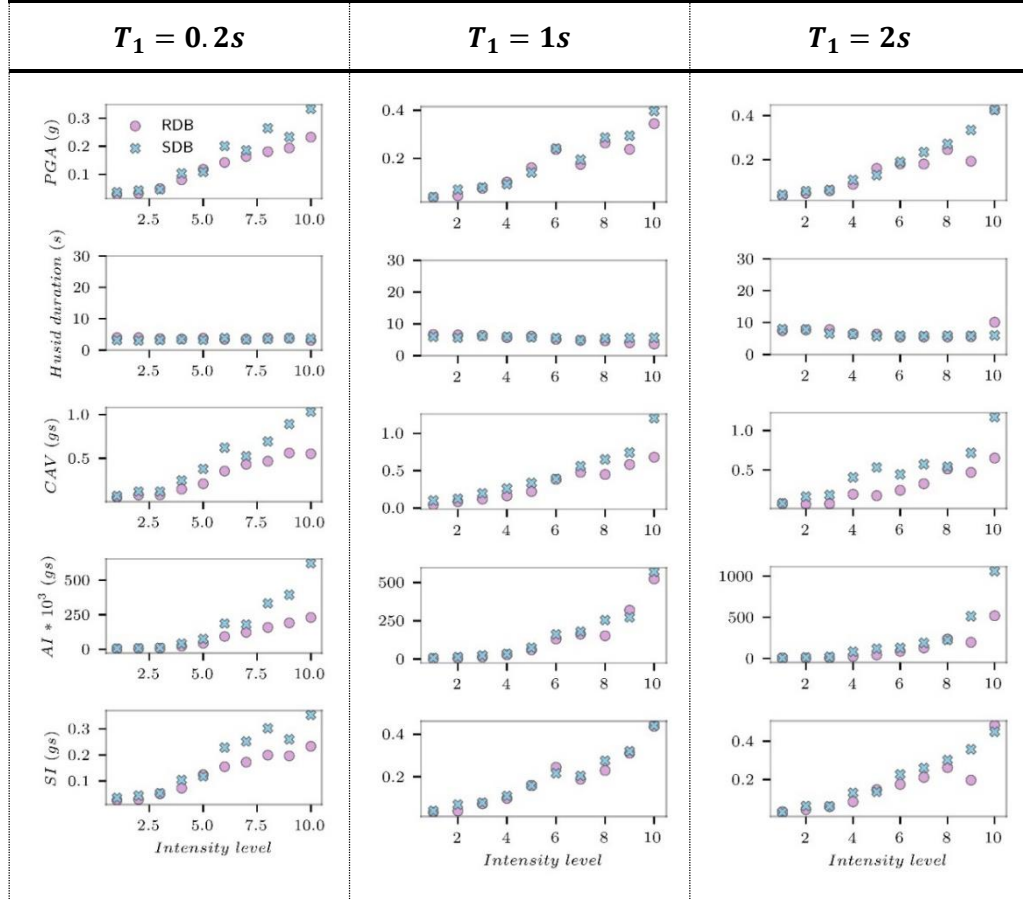 T₁ = 0.2s
T₁ = 1s
T₁ = 2s
PGA (g)
0.3
0.2
0.1
RDB
SDB
2.5 5.0 7.5 10.0
0.4
0.2
2 4 6 8 10
0.4
0.2
2 4 6 8 10
Husid duration (s)
30
20
10
0
2.5 5.0 7.5 10.0
30
20
10
0
2 4 6 8 10
30
20
10
0
2 4 6 8 10
CAV (gs)
1.0
0.5
2.5 5.0 7.5 10.0
1.0
0.5
0.0
2 4 6 8 10
1.0
0.5
2 4 6 8 10
AI * 10³ (gs)
500
250
0
2.5 5.0 7.5 10.0
500
250
0
2 4 6 8 10
1000
500
0
2 4 6 8 10
SI (gs)
0.3
0.2
0.1
2.5 5.0 7.5 10.0
Intensity level
0.4
0.2
2 4 6 8 10
Intensity level
0.4
0.2
2 4 6 8 10
Intensity level